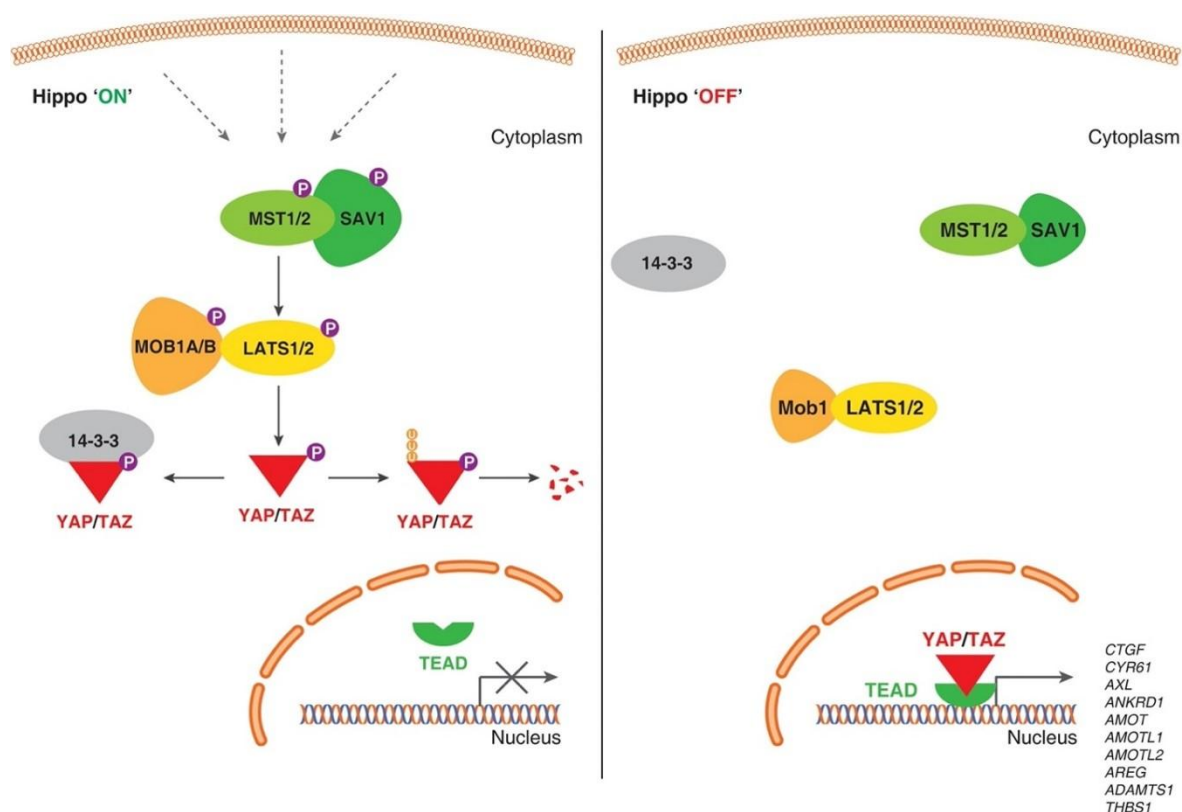 Hippo ‘ON’
Cytoplasm
P
P
MST1/2
SAV1
P
P
MOB1A/B
LATS1/2
14-3-3
P
P
U
U
U
P
YAP/TAZ
YAP/TAZ
YAP/TAZ
TEAD
Nucleus
Hippo ‘OFF’
Cytoplasm
MST1/2
SAV1
14-3-3
Mob1
LATS1/2
YAP/TAZ
TEAD
Nucleus
CTGF
CYR61
AXL
ANKRD1
AMOT
AMOTL1
AMOTL2
AREG
ADAMTS1
THBS1